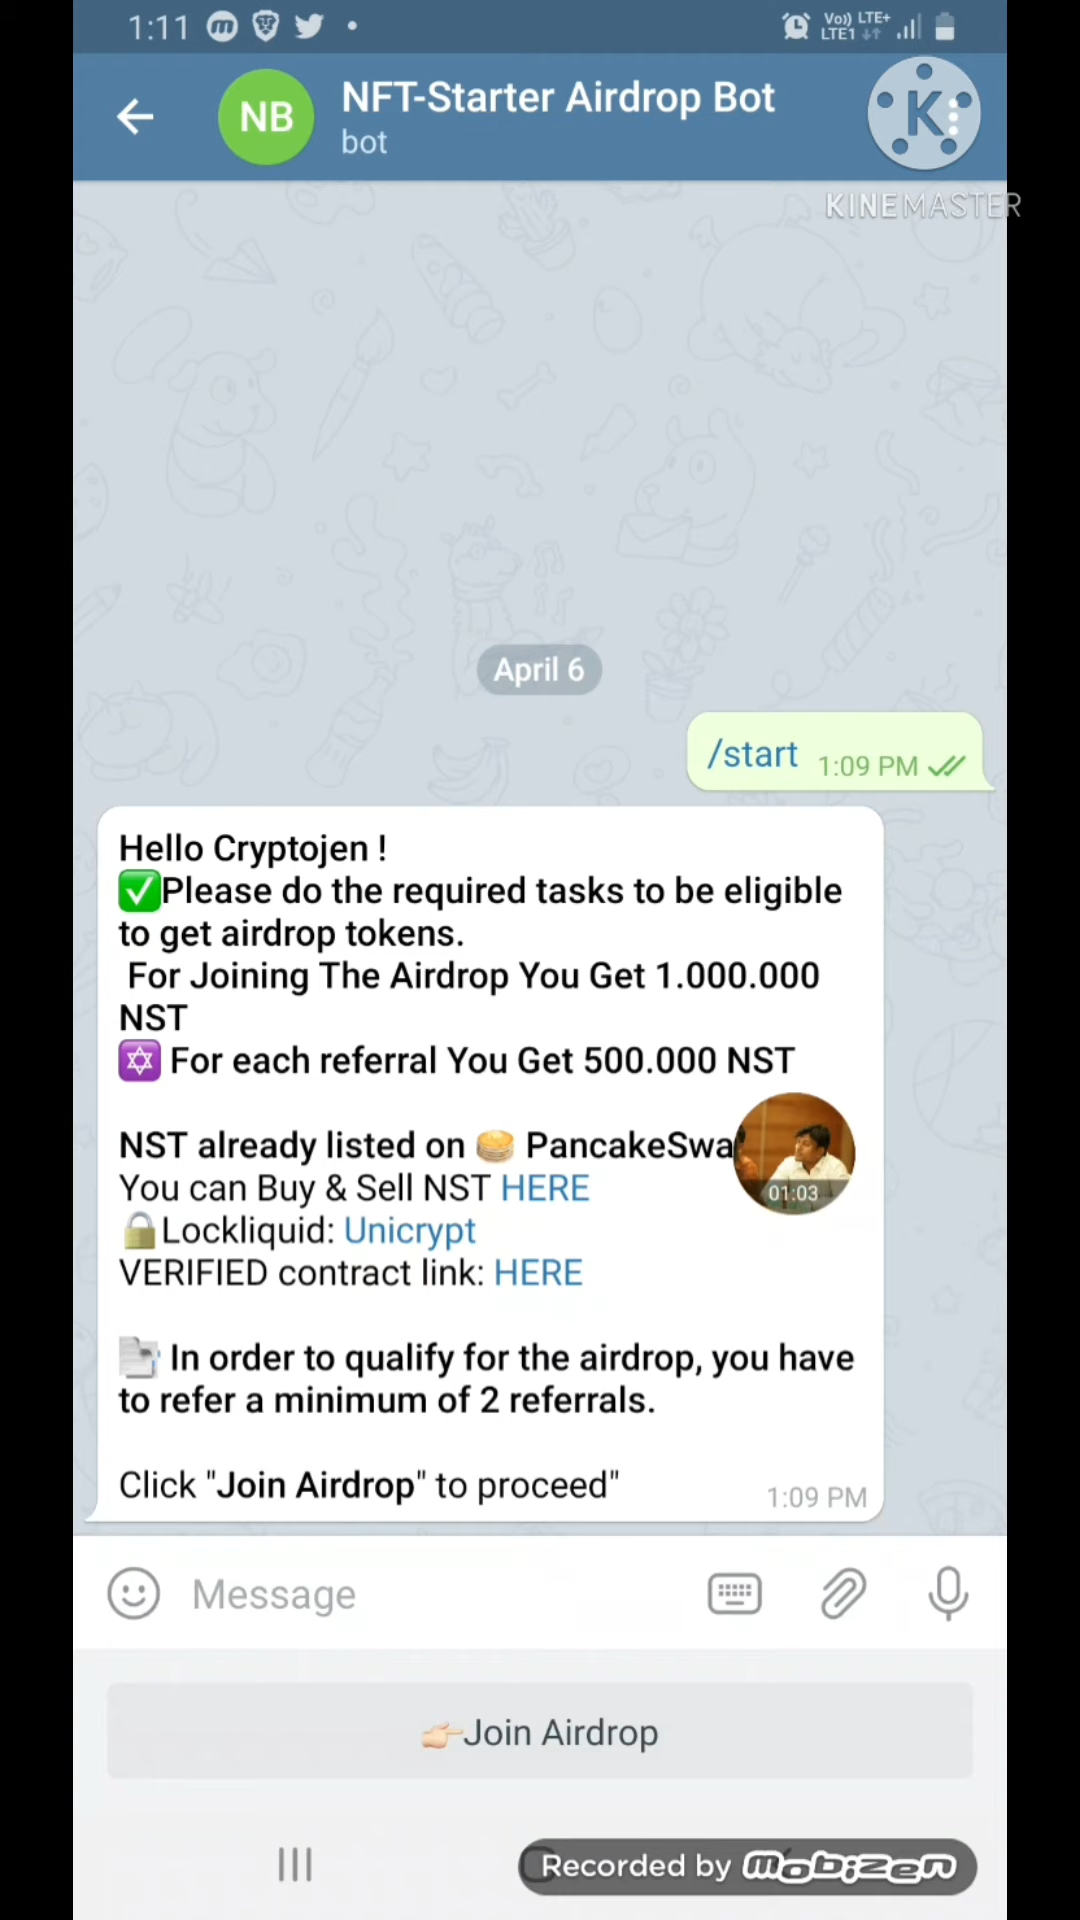 1:11
Vo)) LTE+
LTE1
NB
NFT-Starter Airdrop Bot
bot
K
KINEMASTER
April 6
/start 1:09 PM
Hello Cryptojen !
✅Please do the required tasks to be eligible
to get airdrop tokens.
For Joining The Airdrop You Get 1.000.000
NST
🔯 For each referral You Get 500.000 NST
NST already listed on 🥞 PancakeSwa
01:03
You can Buy & Sell NST HERE
🔒Lockliquid: Unicrypt
VERIFIED contract link: HERE
📑 In order to qualify for the airdrop, you have
to refer a minimum of 2 referrals.
Click "Join Airdrop" to proceed"
1:09 PM
Message
👉🏻Join Airdrop
Recorded by mobizen